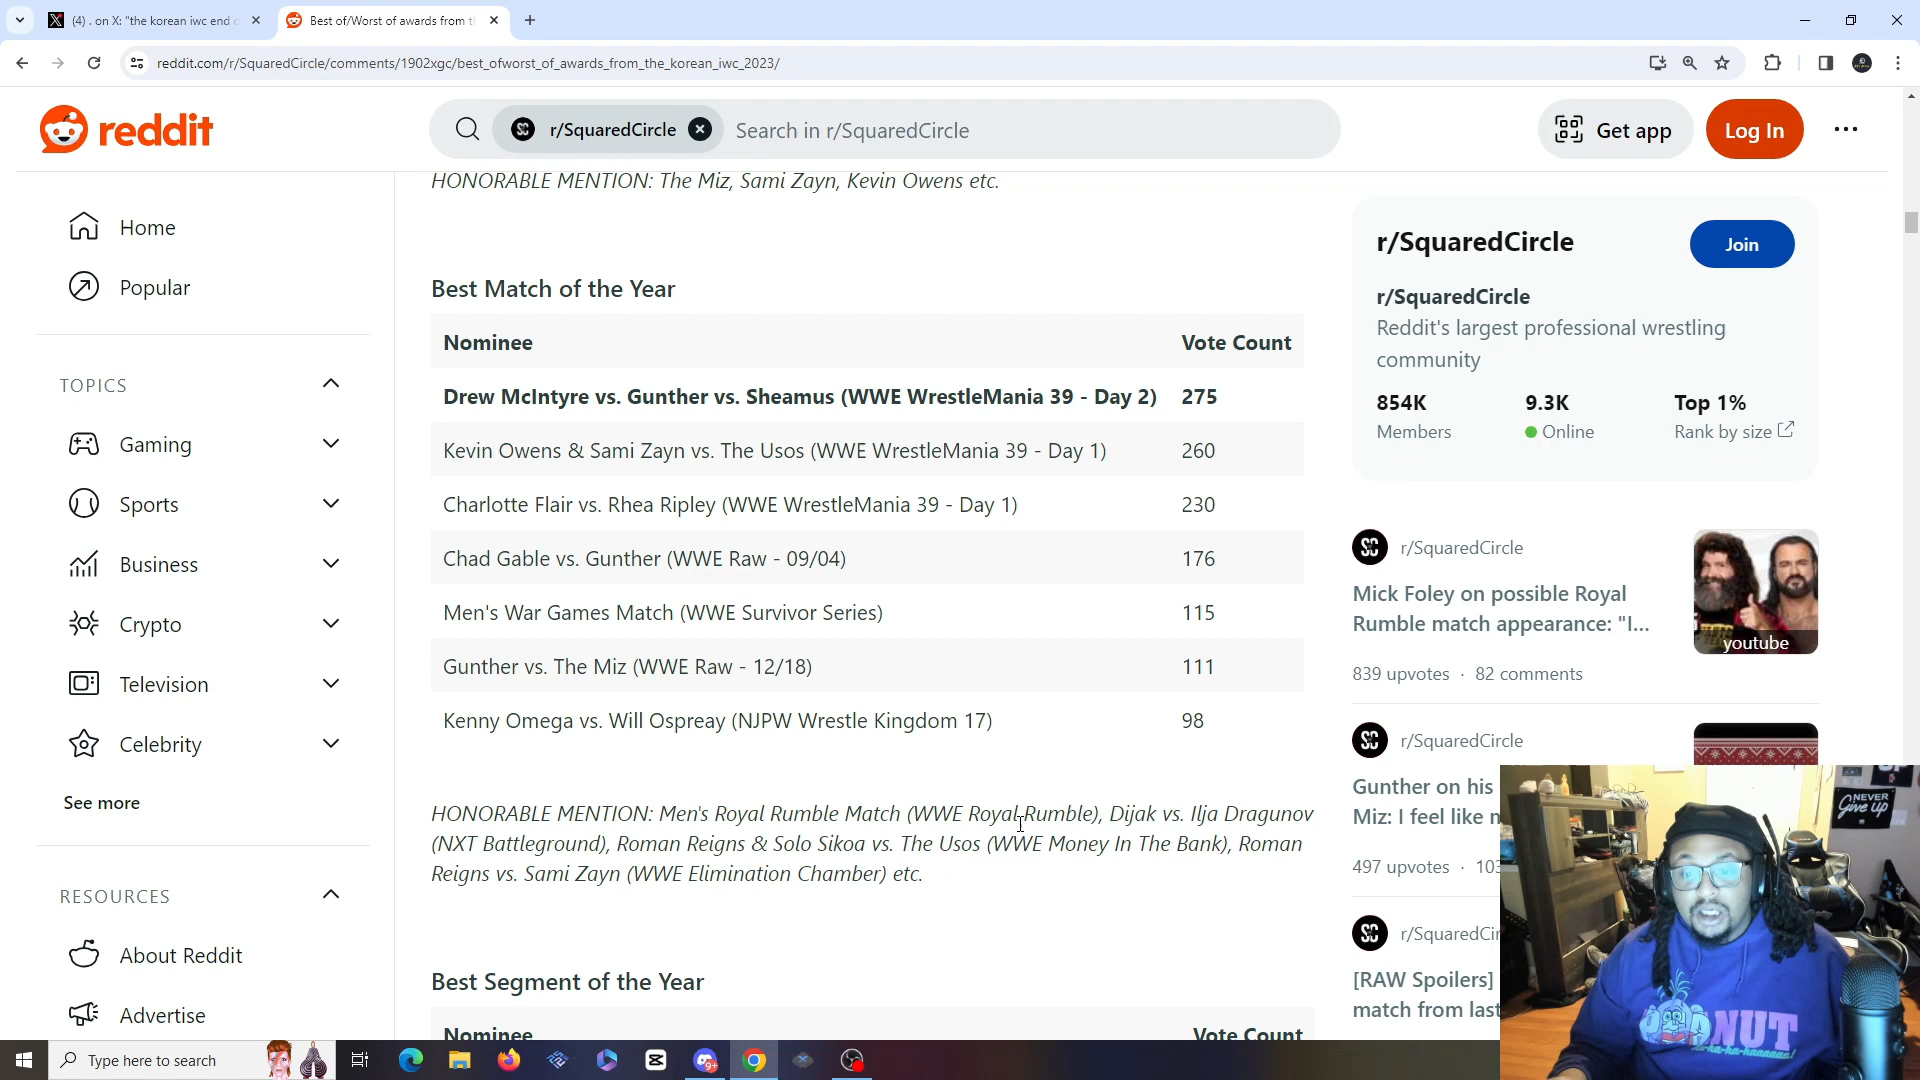 (4) . on X: "the korean iwc end o
Best of/Worst of awards from th
reddit.com/r/SquaredCircle/comments/1902xgc/best_ofworst_of_awards_from_the_korean_iwc_2023/
reddit
r/SquaredCircle
Search in r/SquaredCircle
Get app
Log In
Home
Popular
TOPICS
Gaming
Sports
Business
Crypto
Television
Celebrity
See more
RESOURCES
About Reddit
Advertise
HONORABLE MENTION: The Miz, Sami Zayn, Kevin Owens etc.
Best Match of the Year
Nominee Vote Count
Drew McIntyre vs. Gunther vs. Sheamus (WWE WrestleMania 39 - Day 2) 275
Kevin Owens & Sami Zayn vs. The Usos (WWE WrestleMania 39 - Day 1) 260
Charlotte Flair vs. Rhea Ripley (WWE WrestleMania 39 - Day 1) 230
Chad Gable vs. Gunther (WWE Raw - 09/04) 176
Men's War Games Match (WWE Survivor Series) 115
Gunther vs. The Miz (WWE Raw - 12/18) 111
Kenny Omega vs. Will Ospreay (NJPW Wrestle Kingdom 17) 98
HONORABLE MENTION: Men's Royal Rumble Match (WWE Royal Rumble), Dijak vs. Ilja Dragunov
(NXT Battleground), Roman Reigns & Solo Sikoa vs. The Usos (WWE Money In The Bank), Roman
Reigns vs. Sami Zayn (WWE Elimination Chamber) etc.
Best Segment of the Year
Nominee Vote Count
r/SquaredCircle
Join
r/SquaredCircle
Reddit's largest professional wrestling
community
854K 9.3K Top 1%
Members Online Rank by size
r/SquaredCircle
Mick Foley on possible Royal
Rumble match appearance: "I...
youtube
839 upvotes · 82 comments
r/SquaredCircle
Gunther on his
Miz: I feel like n
497 upvotes · 103
r/SquaredCir
[RAW Spoilers]
match from last
NEVER
Give up
NUT
Type here to search
9+